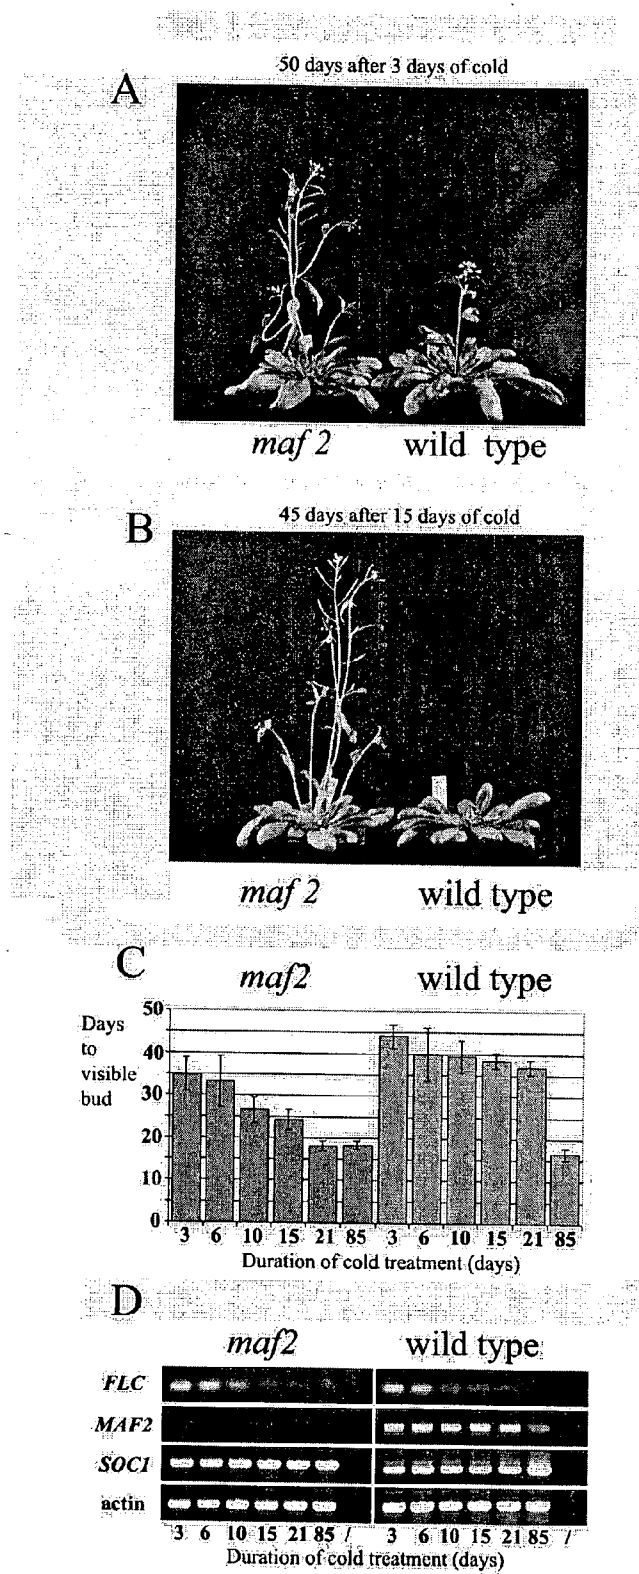 A
50 days after 3 days of cold
maf 2 wild type
B
45 days after 15 days of cold
maf 2 wild type
C
maf2 wild type
Days
to
visible
bud
50
40
30
20
10
0
3 6 10 15 21 85 3 6 10 15 21 85
Duration of cold treatment (days)
D
maf2 wild type
FLC
MAF2
SOC1
actin
3 6 10 15 21 85 / 3 6 10 15 21 85 /
Duration of cold treatment (days)